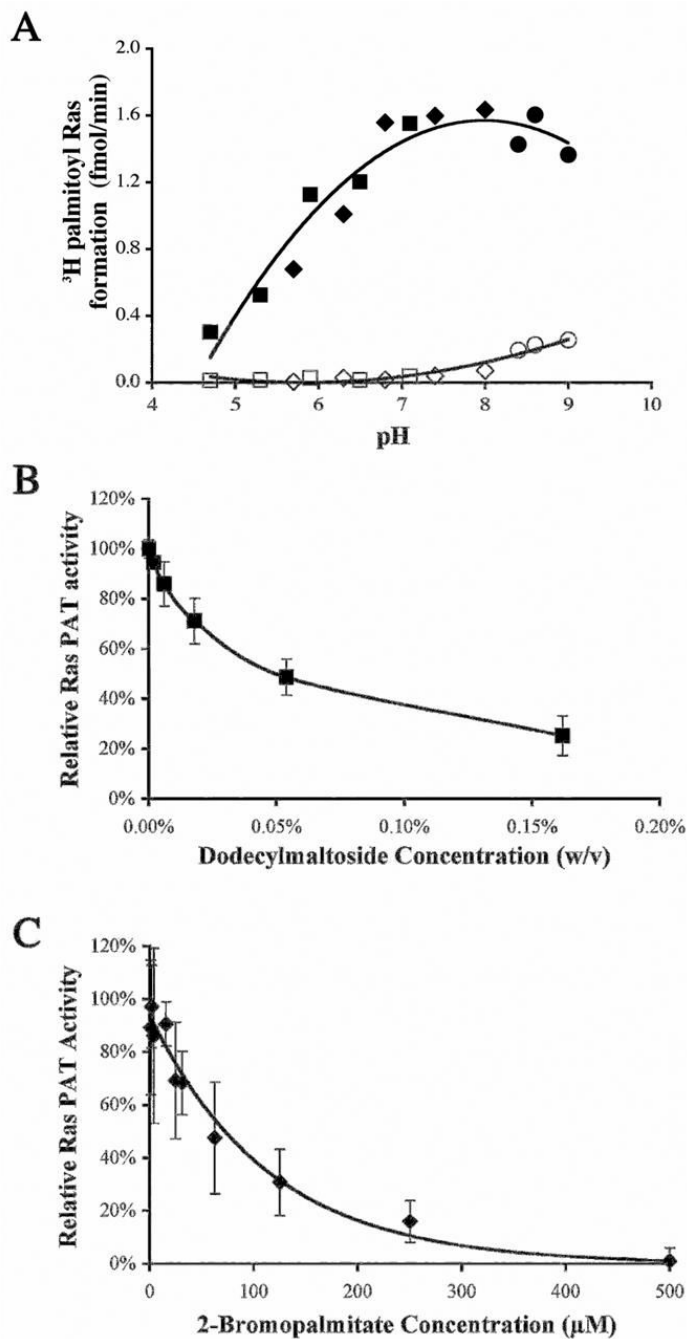 A
³H palmitoyl Ras
formation (fmol/min)
2.0
1.6
1.2
0.8
0.4
0.0
4 5 6 7 8 9 10
pH
B
Relative Ras PAT activity
120%
100%
80%
60%
40%
20%
0%
0.00% 0.05% 0.10% 0.15% 0.20%
Dodecylmaltoside Concentration (w/v)
C
Relative Ras PAT Activity
120%
100%
80%
60%
40%
20%
0%
0 100 200 300 400 500
2-Bromopalmitate Concentration (µM)